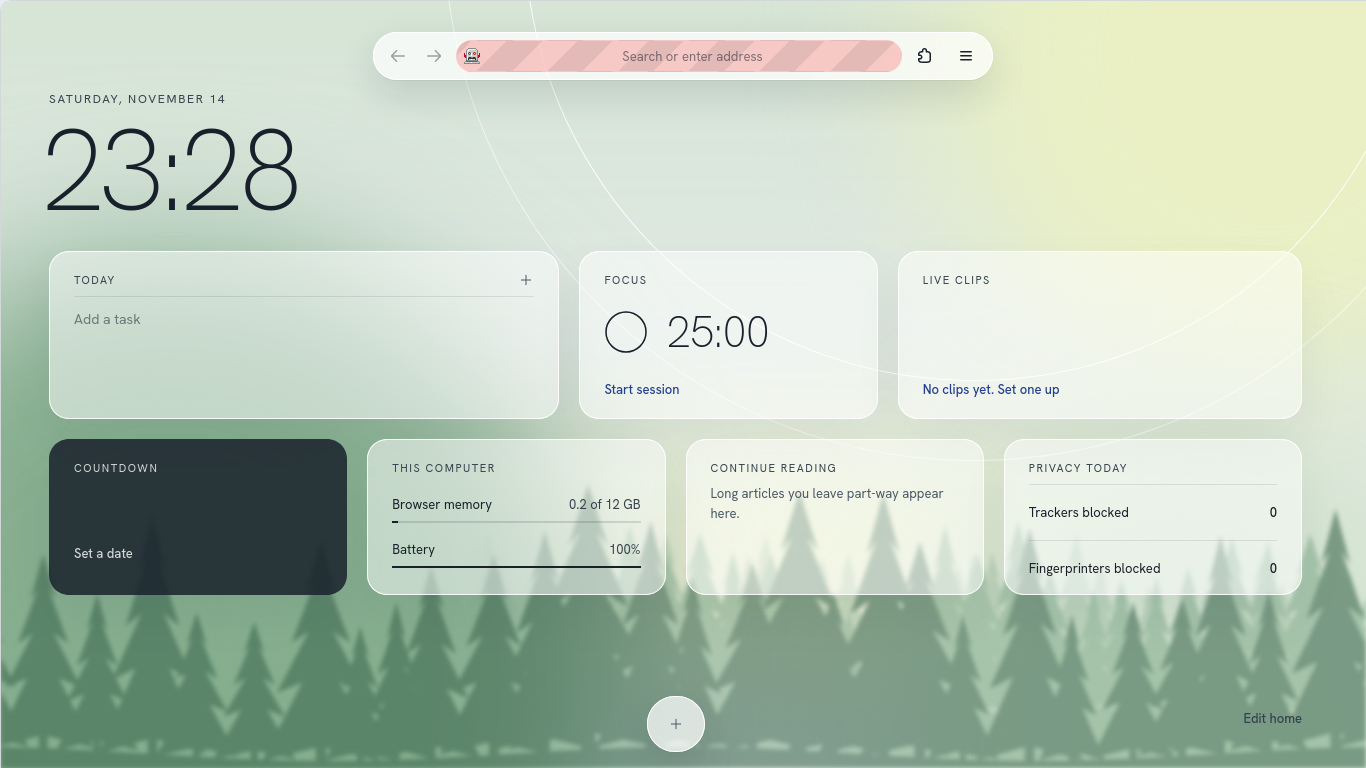 Search or enter address
SATURDAY, NOVEMBER 14
23:28
TODAY
Add a task
FOCUS
25:00
Start session
LIVE CLIPS
No clips yet. Set one up
COUNTDOWN
Set a date
THIS COMPUTER
Browser memory 0.2 of 12 GB
Battery 100%
CONTINUE READING
Long articles you leave part-way appear
here.
PRIVACY TODAY
Trackers blocked 0
Fingerprinters blocked 0
Edit home